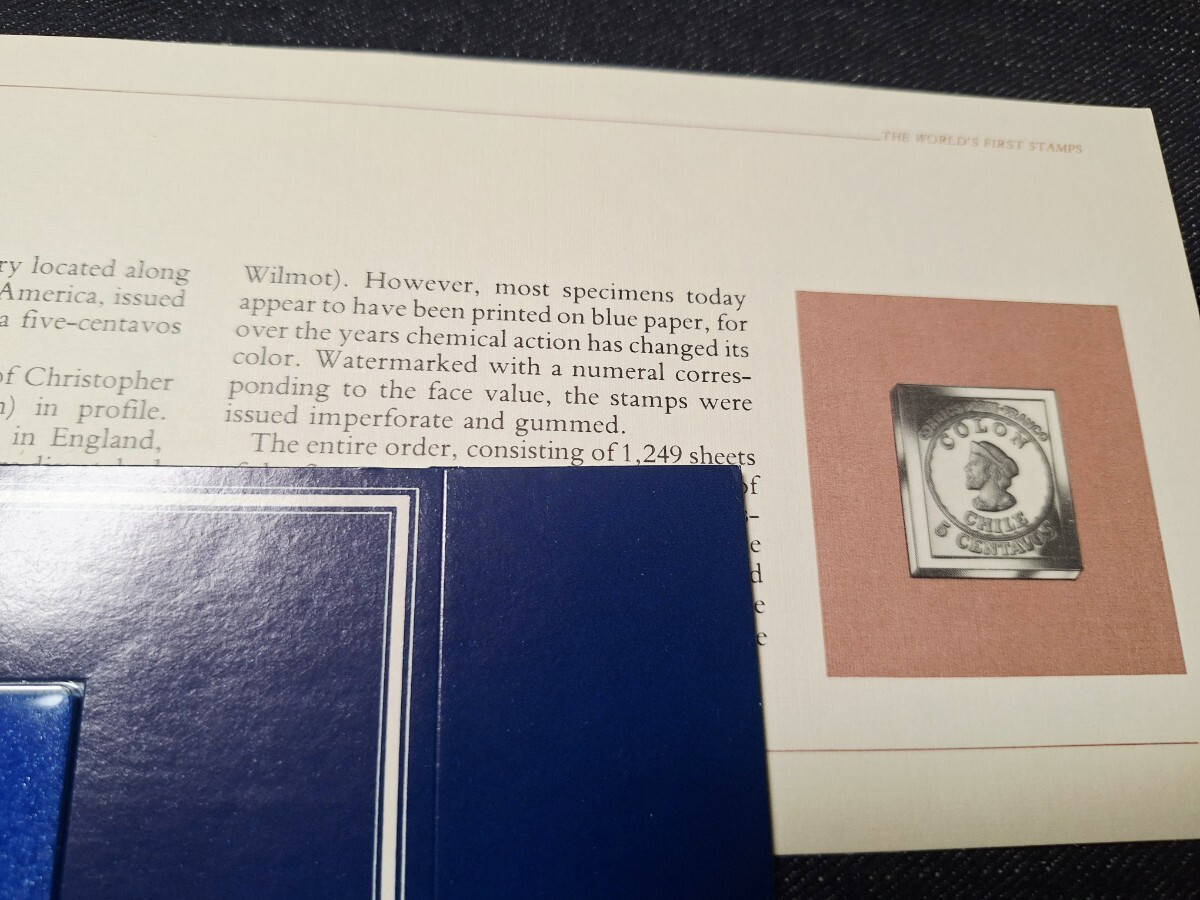 THE WORLD'S FIRST STAMPS
ry located along
America, issued
a five-centavos
of Christopher
) in profile.
in England,
Wilmot). However, most specimens today
appear to have been printed on blue paper, for
over the years chemical action has changed its
color. Watermarked with a numeral corres-
ponding to the face value, the stamps were
issued imperforate and gummed.
The entire order, consisting of 1,249 sheets
of
s-
e
d
e
e
COLON
CHILE
5 CENTAVOS